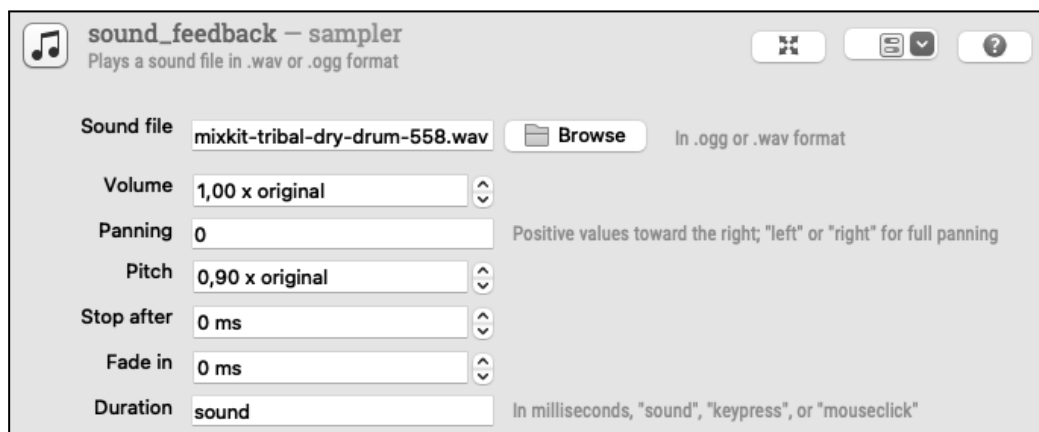 sound_feedback — sampler
Plays a sound file in .wav or .ogg format
Sound file mixkit-tribal-dry-drum-558.wav Browse In .ogg or .wav format
Volume 1,00 x original
Panning 0 Positive values toward the right; "left" or "right" for full panning
Pitch 0,90 x original
Stop after 0 ms
Fade in 0 ms
Duration sound In milliseconds, "sound", "keypress", or "mouseclick"